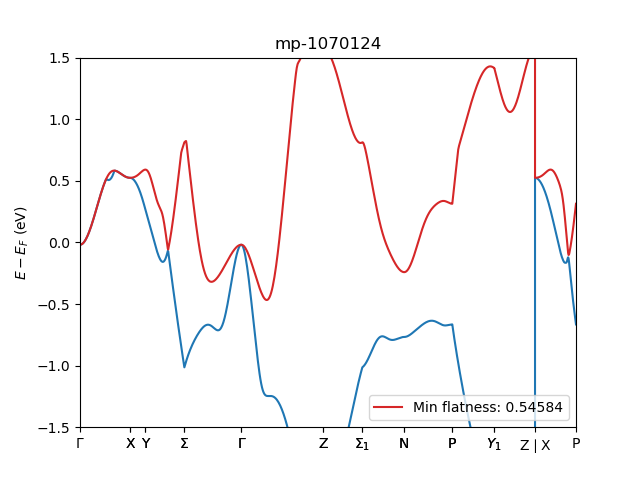 mp-1070124
E − E_F (eV)
1.5
1.0
0.5
0.0
−0.5
−1.0
−1.5
Min flatness: 0.54584
Γ X Y Σ Γ Z Σ₁ N P Y₁ Z | X P